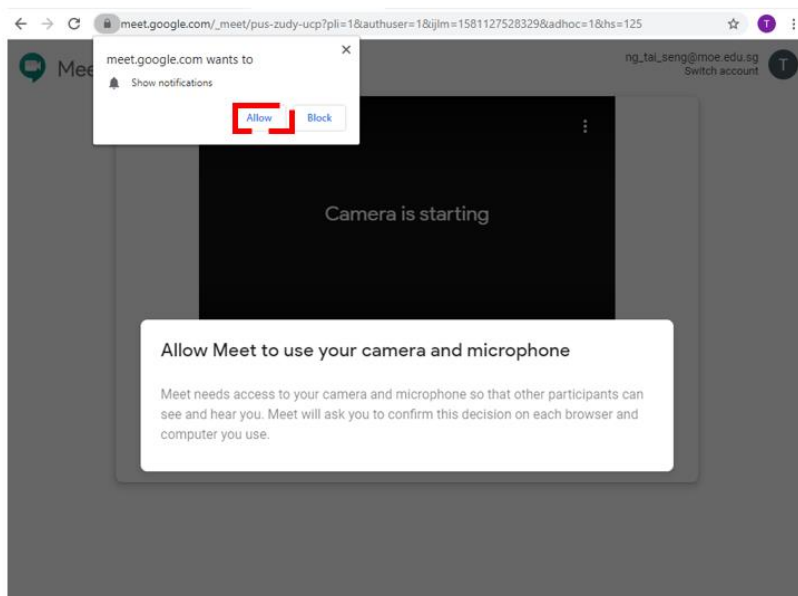 meet.google.com/_meet/pus-zudy-ucp?pli=1&authuser=1&ijlm=1581127528329&adhoc=1&hs=125
T
meet.google.com wants to
Show notifications
Allow
Block
Mee
ng_tai_seng@moe.edu.sg
Switch account
T
Camera is starting
Allow Meet to use your camera and microphone
Meet needs access to your camera and microphone so that other participants can
see and hear you. Meet will ask you to confirm this decision on each browser and
computer you use.